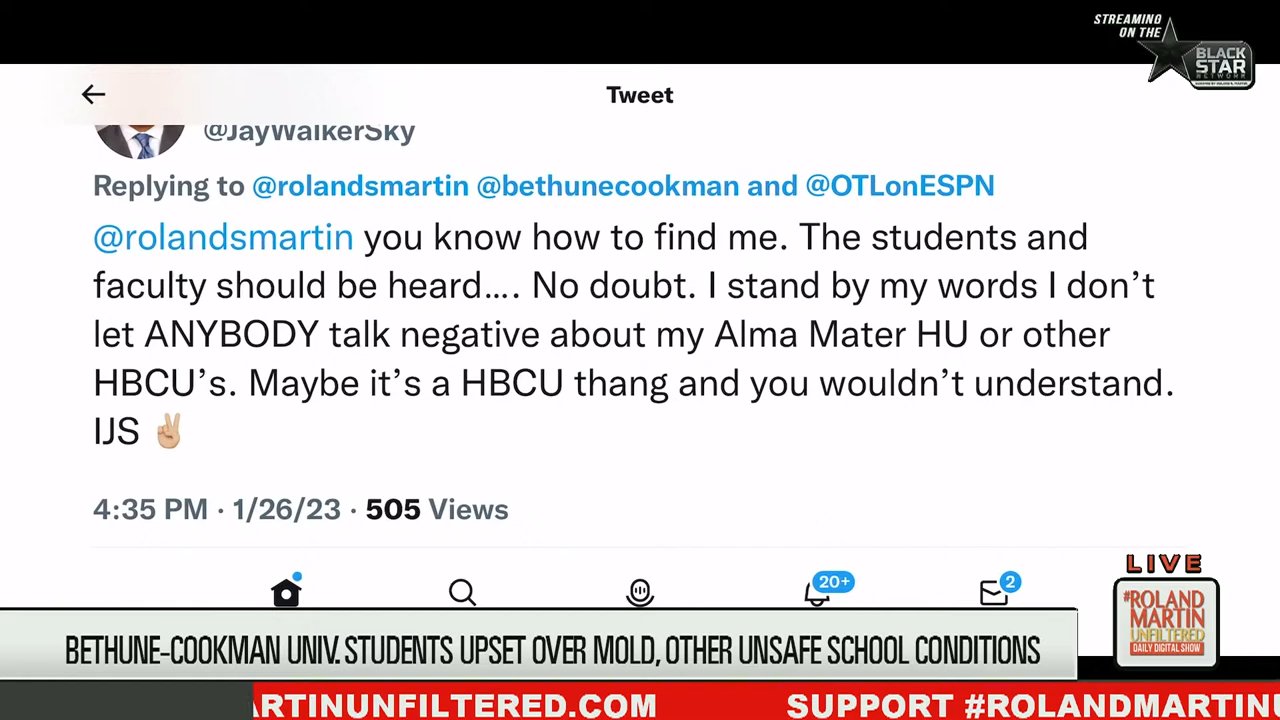 STREAMING
ON THE
BLACK
STAR
NETWORK
Tweet
@JayWalkerSky
Replying to @rolandsmartin @bethunecookman and @OTLonESPN
@rolandsmartin you know how to find me. The students and
faculty should be heard…. No doubt. I stand by my words I don’t
let ANYBODY talk negative about my Alma Mater HU or other
HBCU’s. Maybe it’s a HBCU thang and you wouldn’t understand.
IJS ✌🏼
4:35 PM · 1/26/23 · 505 Views
20+
2
LIVE
#ROLAND
MARTIN
UNFILTERED
DAILY DIGITAL SHOW
BETHUNE-COOKMAN UNIV. STUDENTS UPSET OVER MOLD, OTHER UNSAFE SCHOOL CONDITIONS
ARTINUNFILTERED.COM SUPPORT #ROLANDMARTINU